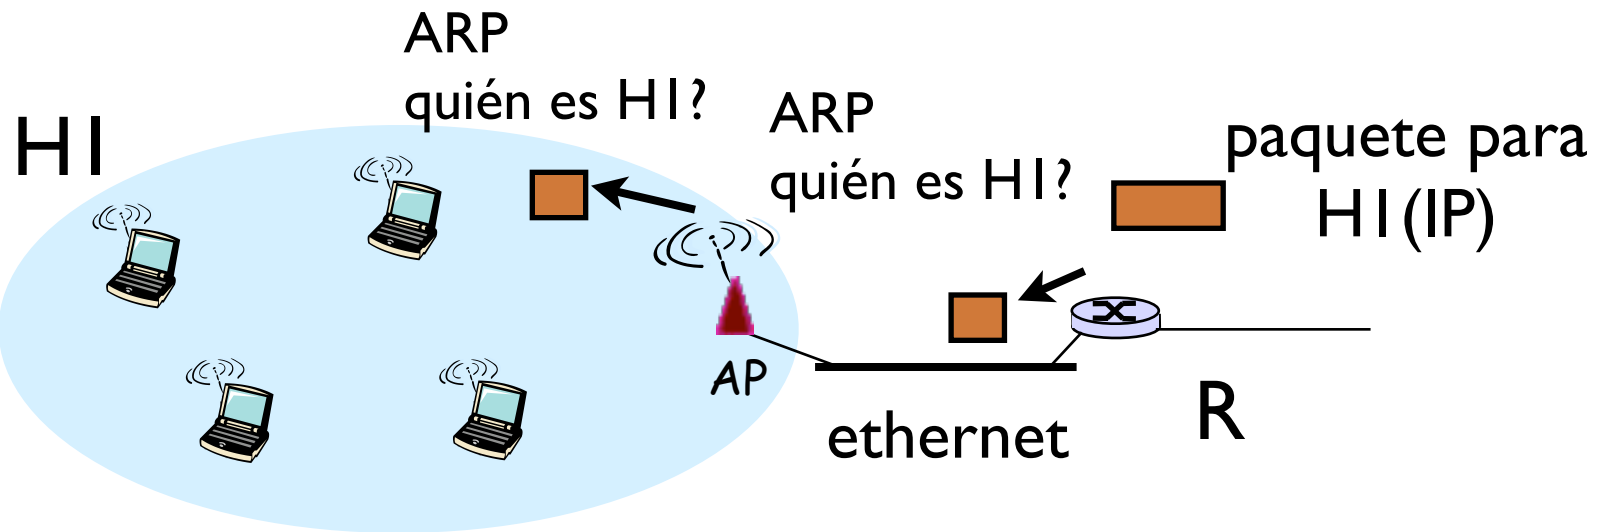 ARP
quién es H1?
H1
ARP
quién es H1?
paquete para
H1(IP)
AP
ethernet
R